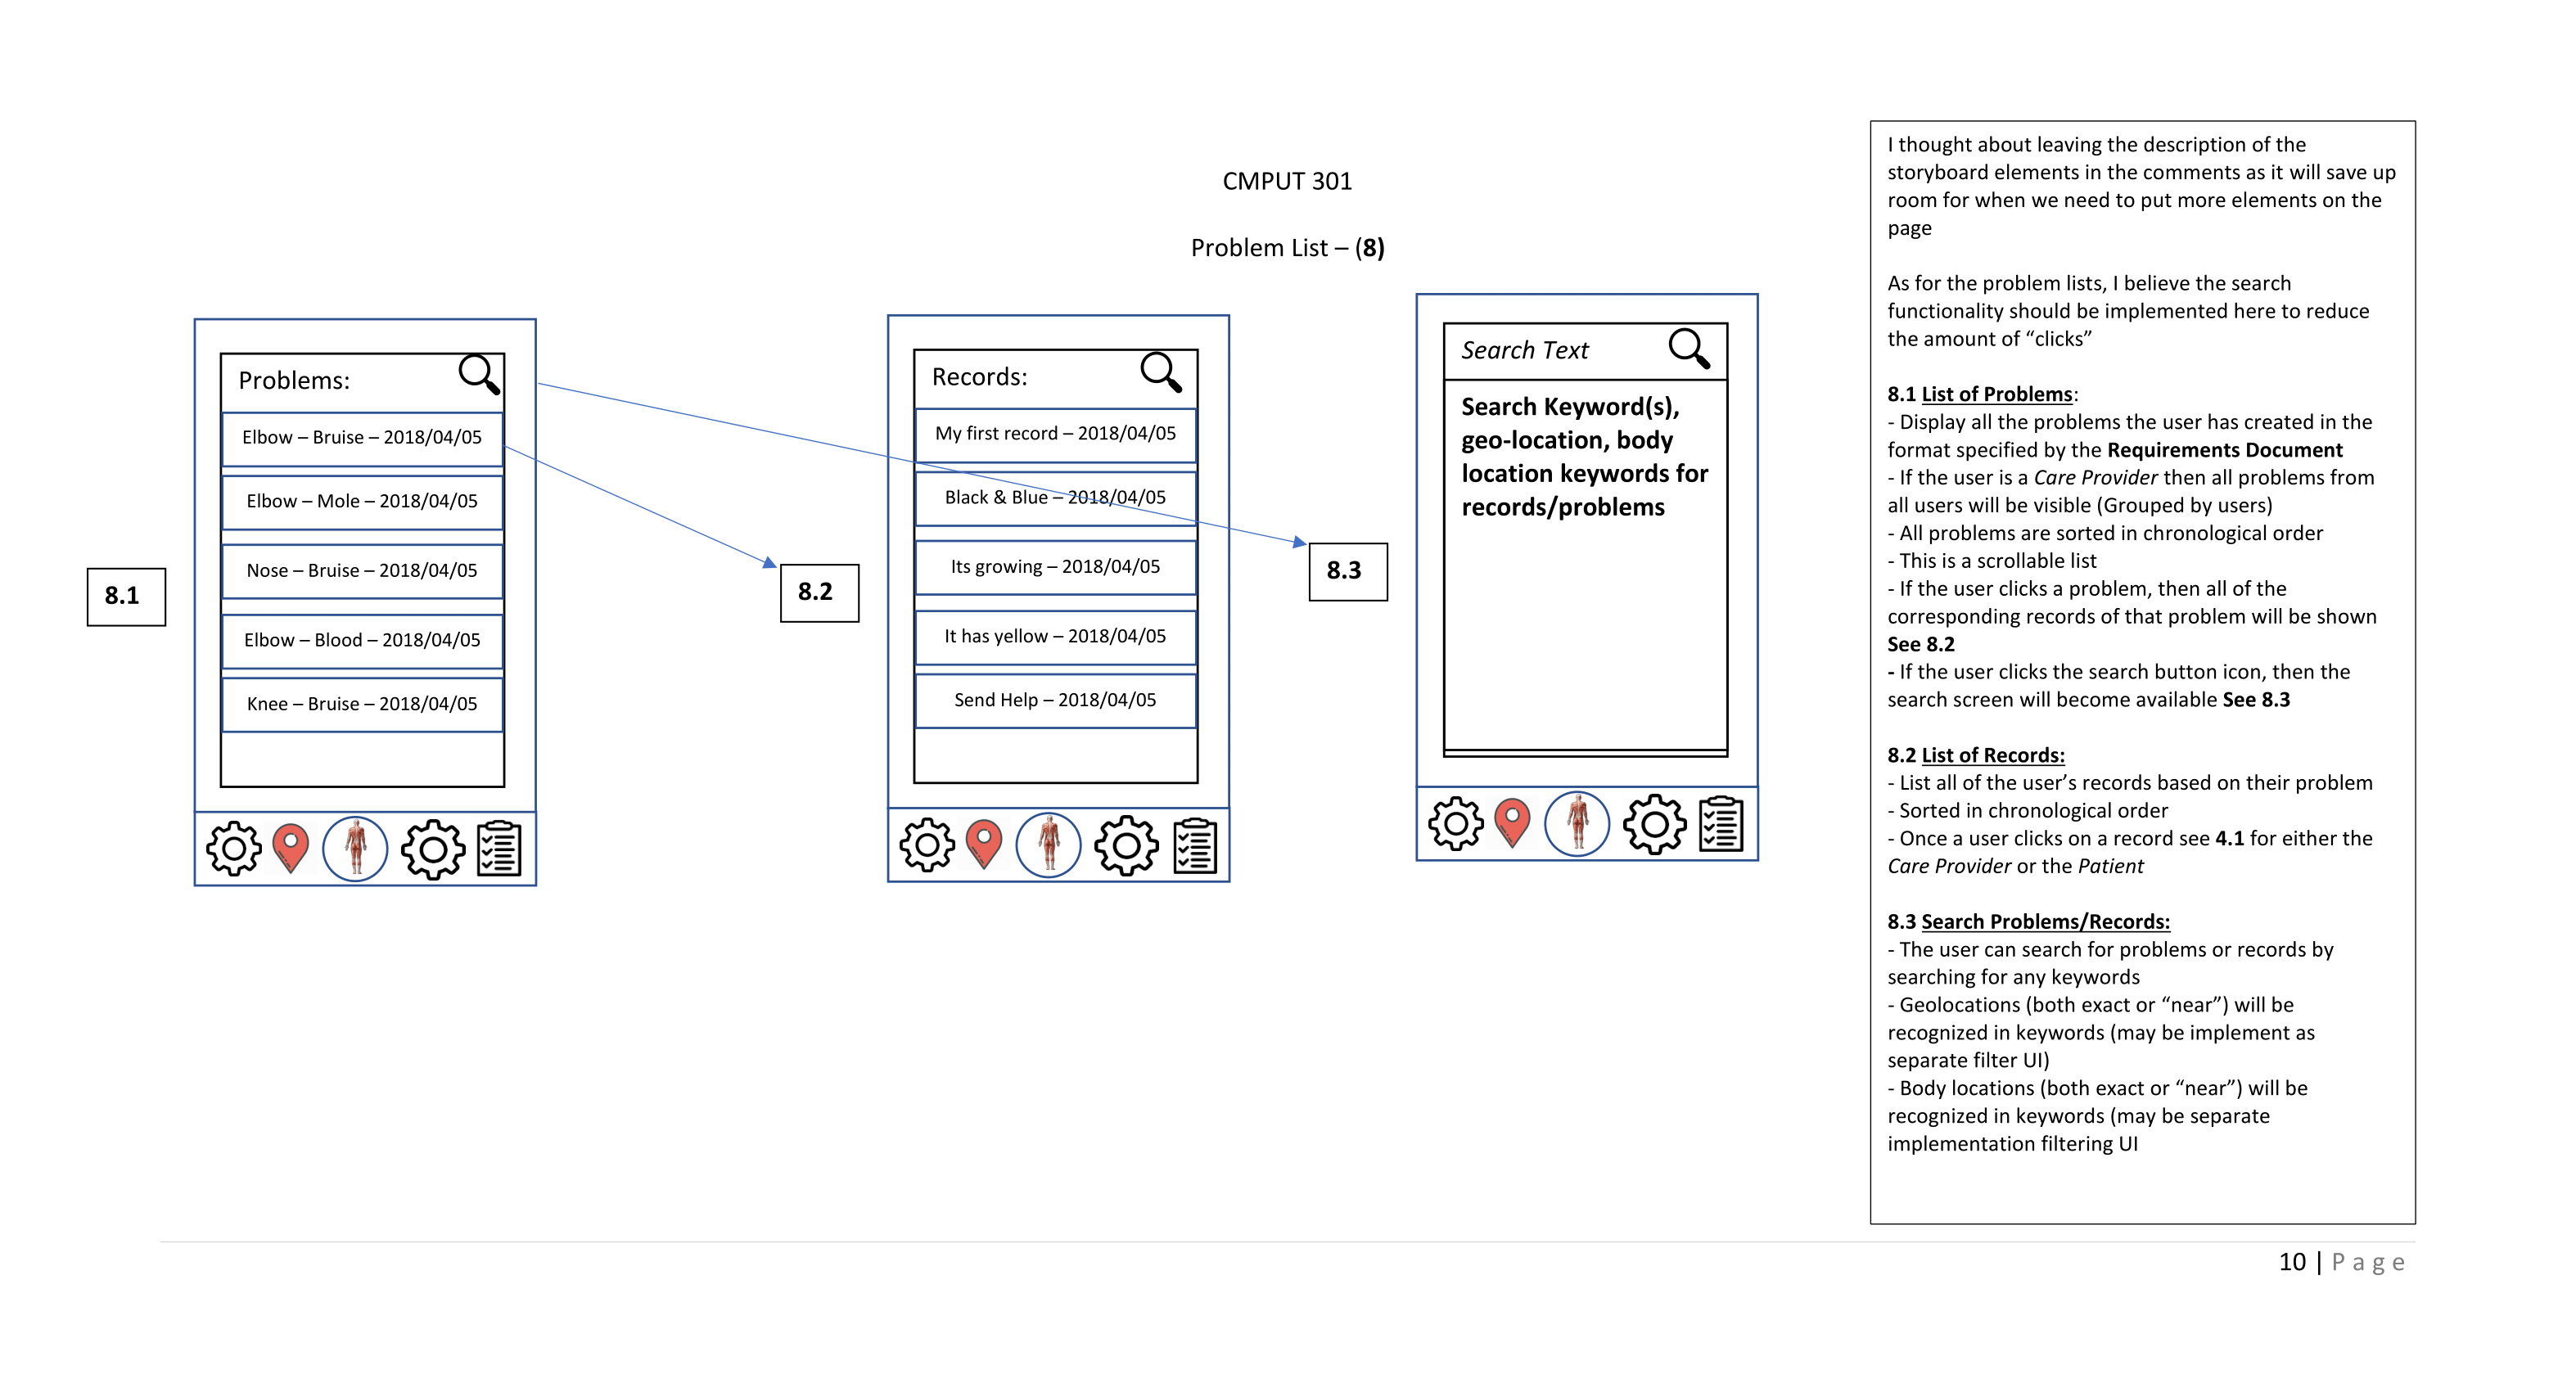 CMPUT 301
Problem List – (8)
8.1
Problems:
Elbow – Bruise – 2018/04/05
Elbow – Mole – 2018/04/05
Nose – Bruise – 2018/04/05
Elbow – Blood – 2018/04/05
Knee – Bruise – 2018/04/05
8.2
Records:
My first record – 2018/04/05
Black & Blue – 2018/04/05
Its growing – 2018/04/05
It has yellow – 2018/04/05
Send Help – 2018/04/05
8.3
Search Text
Search Keyword(s),
geo-location, body
location keywords for
records/problems
I thought about leaving the description of the
storyboard elements in the comments as it will save up
room for when we need to put more elements on the
page
As for the problem lists, I believe the search
functionality should be implemented here to reduce
the amount of “clicks”
8.1 List of Problems:
- Display all the problems the user has created in the
format specified by the Requirements Document
- If the user is a Care Provider then all problems from
all users will be visible (Grouped by users)
- All problems are sorted in chronological order
- This is a scrollable list
- If the user clicks a problem, then all of the
corresponding records of that problem will be shown
See 8.2
- If the user clicks the search button icon, then the
search screen will become available See 8.3
8.2 List of Records:
- List all of the user’s records based on their problem
- Sorted in chronological order
- Once a user clicks on a record see 4.1 for either the
Care Provider or the Patient
8.3 Search Problems/Records:
- The user can search for problems or records by
searching for any keywords
- Geolocations (both exact or “near”) will be
recognized in keywords (may be implement as
separate filter UI)
- Body locations (both exact or “near”) will be
recognized in keywords (may be separate
implementation filtering UI
10 | Page